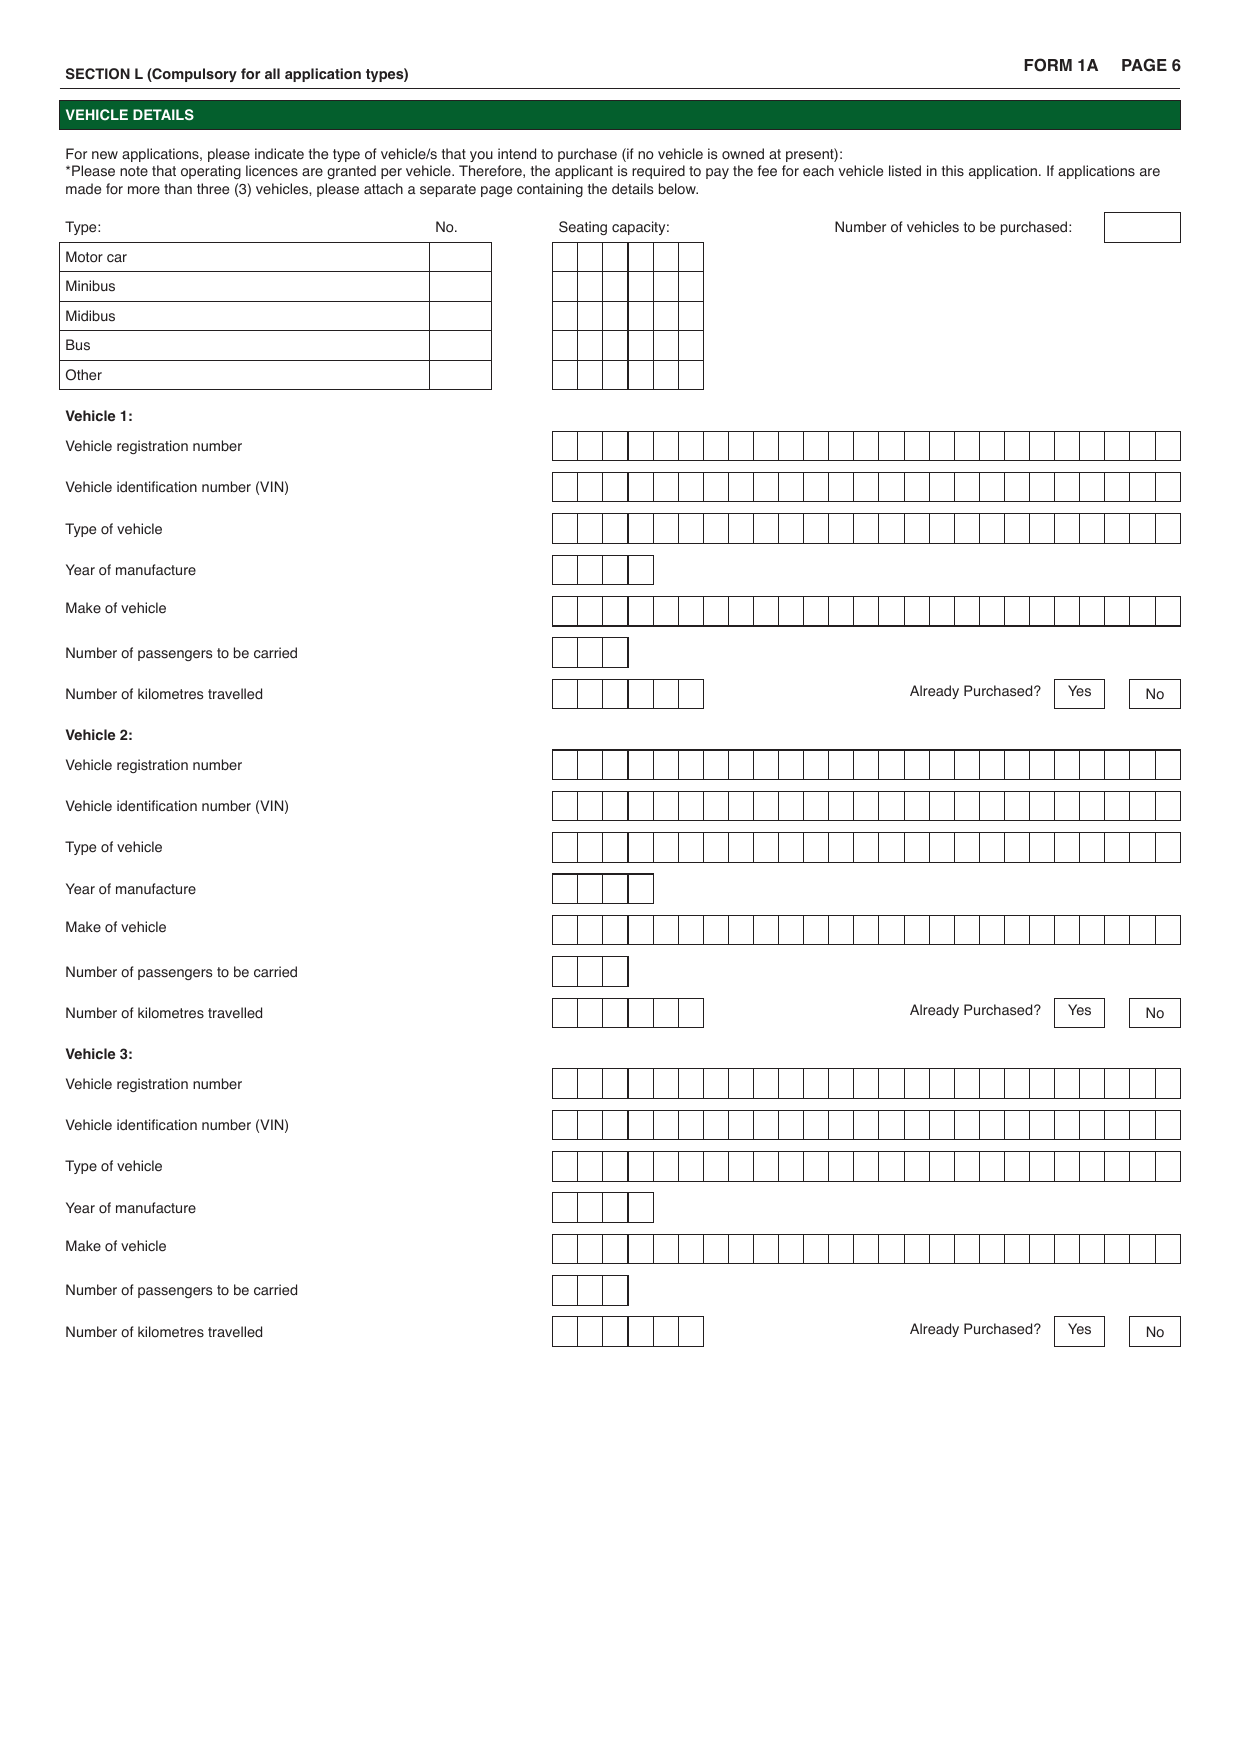 SECTION L (Compulsory for all application types)
FORM 1A PAGE 6
VEHICLE DETAILS
For new applications, please indicate the type of vehicle/s that you intend to purchase (if no vehicle is owned at present):
*Please note that operating licences are granted per vehicle. Therefore, the applicant is required to pay the fee for each vehicle listed in this application. If applications are
made for more than three (3) vehicles, please attach a separate page containing the details below.
Type: No. Seating capacity: Number of vehicles to be purchased:
Motor car
Minibus
Midibus
Bus
Other
Vehicle 1:
Vehicle registration number
Vehicle identification number (VIN)
Type of vehicle
Year of manufacture
Make of vehicle
Number of passengers to be carried
Number of kilometres travelled Already Purchased? Yes No
Vehicle 2:
Vehicle registration number
Vehicle identification number (VIN)
Type of vehicle
Year of manufacture
Make of vehicle
Number of passengers to be carried
Number of kilometres travelled Already Purchased? Yes No
Vehicle 3:
Vehicle registration number
Vehicle identification number (VIN)
Type of vehicle
Year of manufacture
Make of vehicle
Number of passengers to be carried
Number of kilometres travelled Already Purchased? Yes No